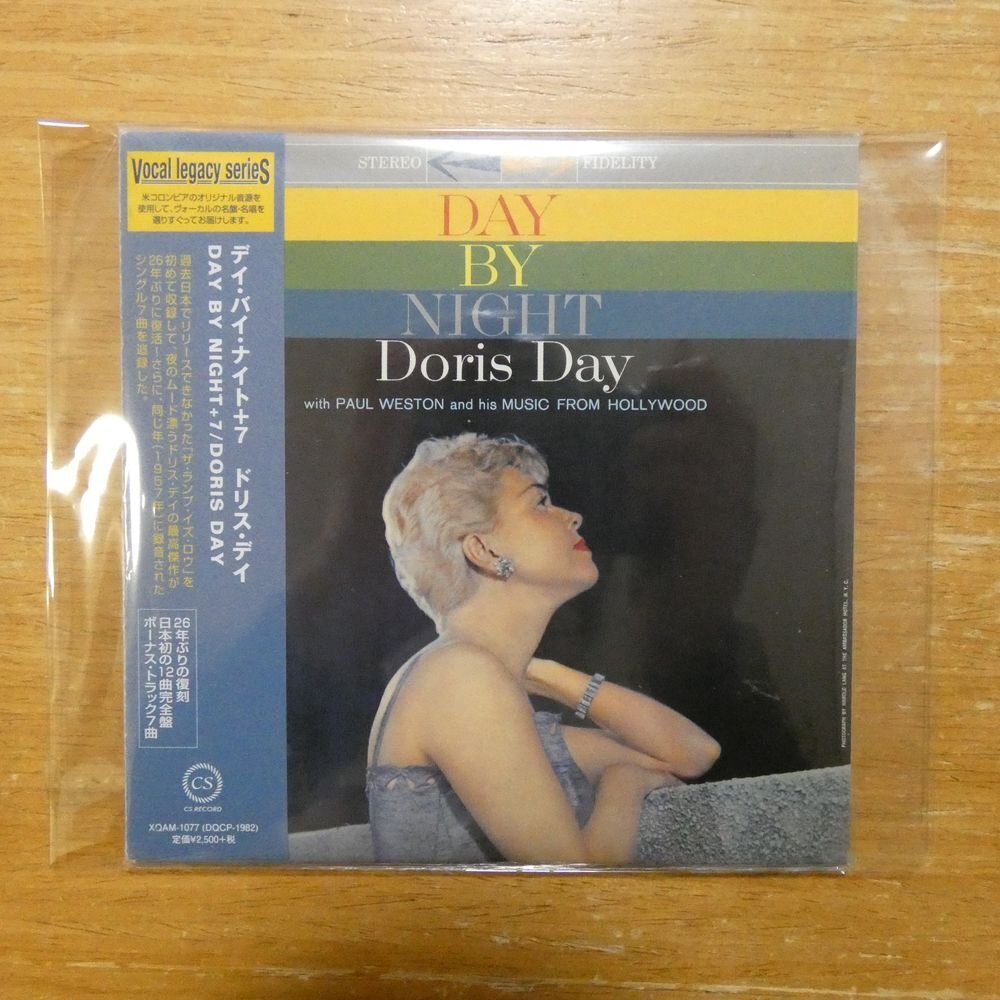 Vocal legacy serieS
米コロンビアのオリジナル音源を
使用して、ヴォーカルの名盤・名唱を
選りすぐってお届けします。
デイ・バイ・ナイト+7　ドリス・デイ
DAY BY NIGHT+7/DORIS DAY
過去日本でリリースできなかった「ザ・ランプ・イズ・ロウ」を
初めて収録して、夜のムード漂うドリス・デイの最高傑作が
26年ぶりに復活!さらに、同じ年(1957年)に録音された
シングル7曲を追録した。
26年ぶりの復刻
日本初の12曲完全盤
ボーナス・トラック7曲
CS
CS RECORD
XQAM-1077 (DQCP-1982)
定価¥2,500+税
STEREO FIDELITY
DAY
BY
NIGHT
Doris Day
with PAUL WESTON and his MUSIC FROM HOLLYWOOD
PHOTOGRAPH BY HAROLD LANG AT THE AMBASSADOR HOTEL, N.Y.C.